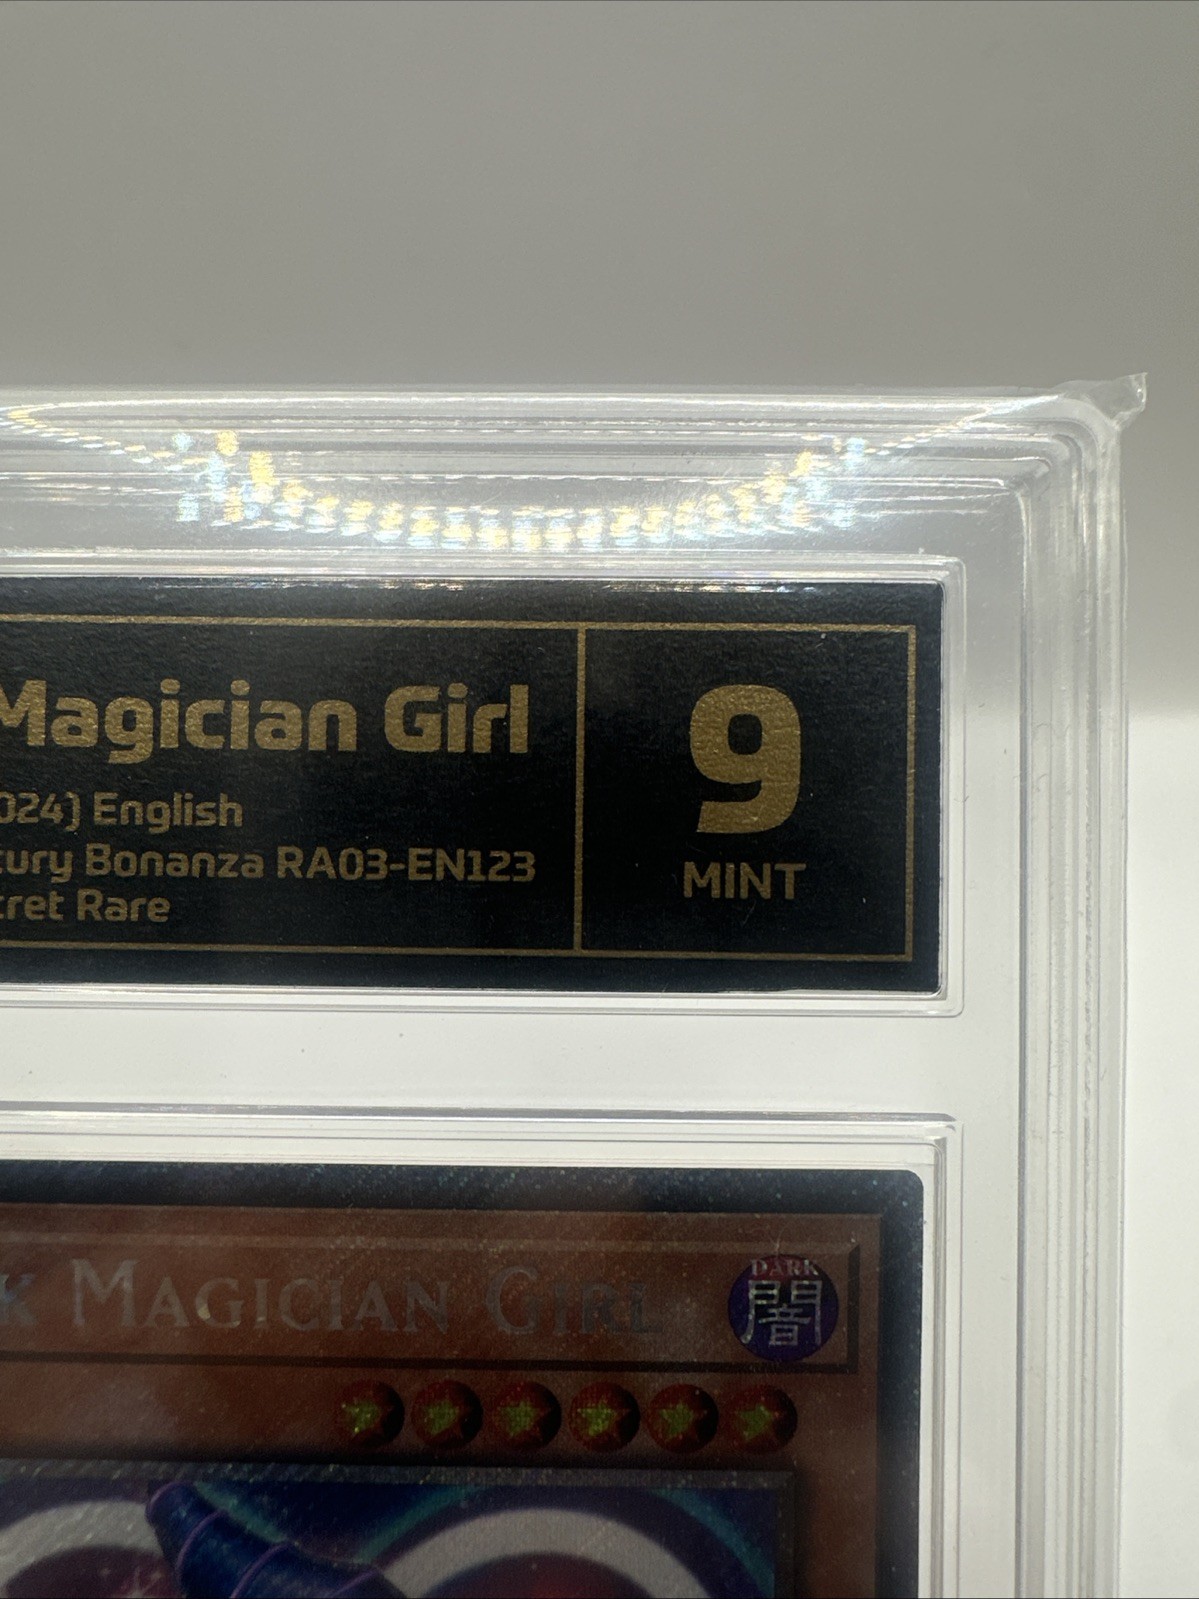 Magician Girl
024) English
tury Bonanza RA03-EN123
cret Rare
9
MINT
K MAGICIAN GIRL
DARK
闇